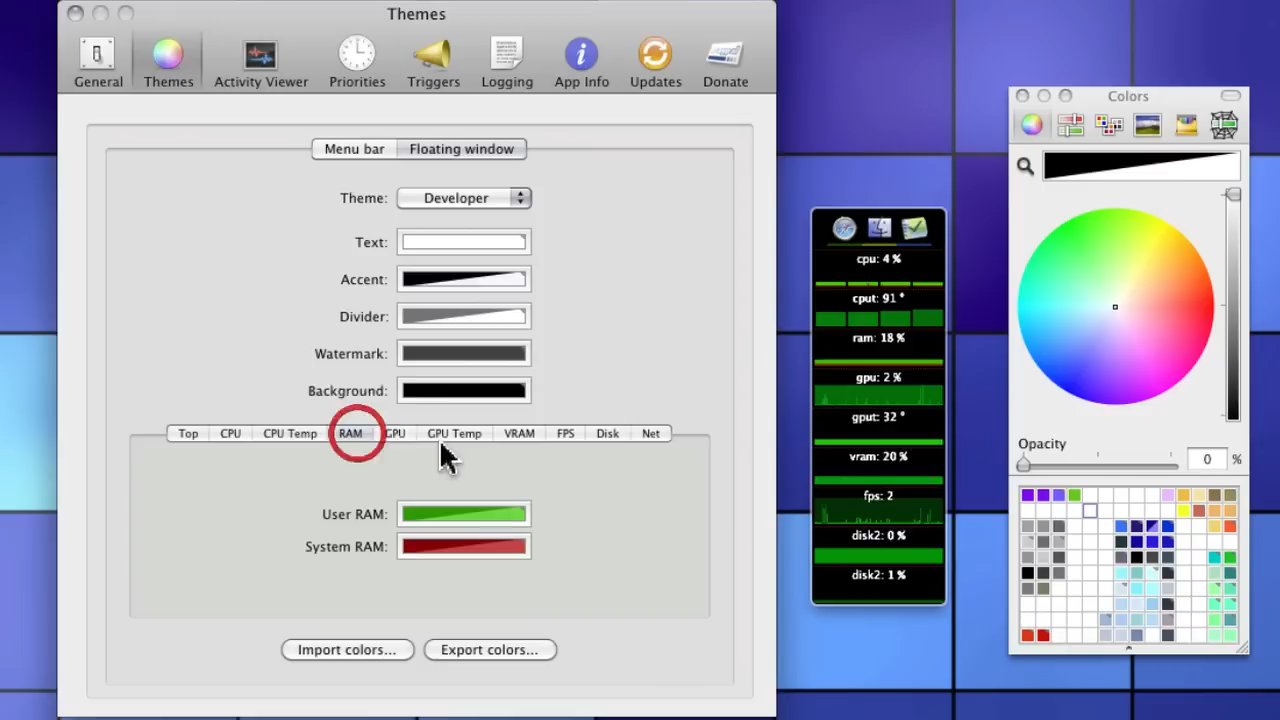 Themes
General Themes Activity Viewer Priorities Triggers Logging App Info Updates Donate
Menu bar Floating window
Theme: Developer
Text:
Accent:
Divider:
Watermark:
Background:
Top CPU CPU Temp RAM GPU GPU Temp VRAM FPS Disk Net
User RAM:
System RAM:
Import colors... Export colors...
cpu: 4 %
cput: 91 °
ram: 18 %
gpu: 2 %
gput: 32 °
vram: 20 %
fps: 2
disk2: 0 %
disk2: 1 %
Colors
Opacity
0 %